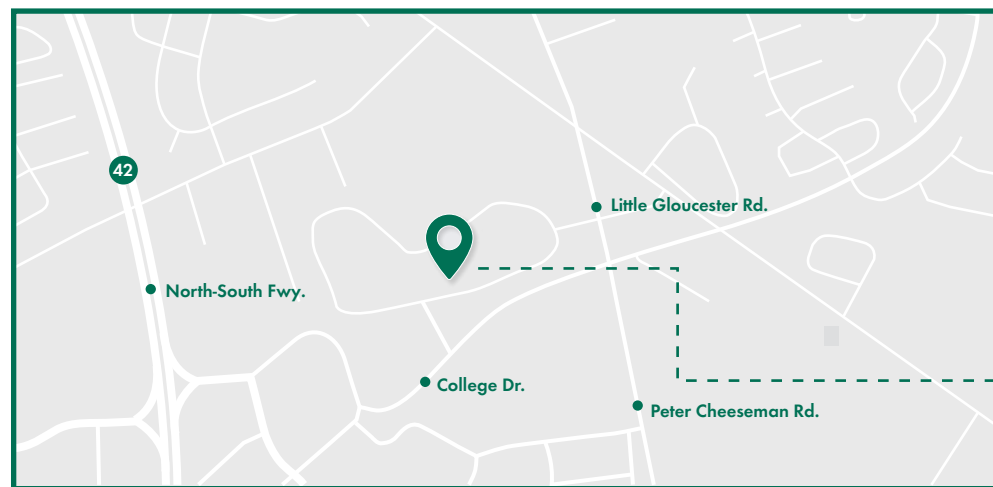 42
Little Gloucester Rd.
North-South Fwy.
College Dr.
Peter Cheeseman Rd.